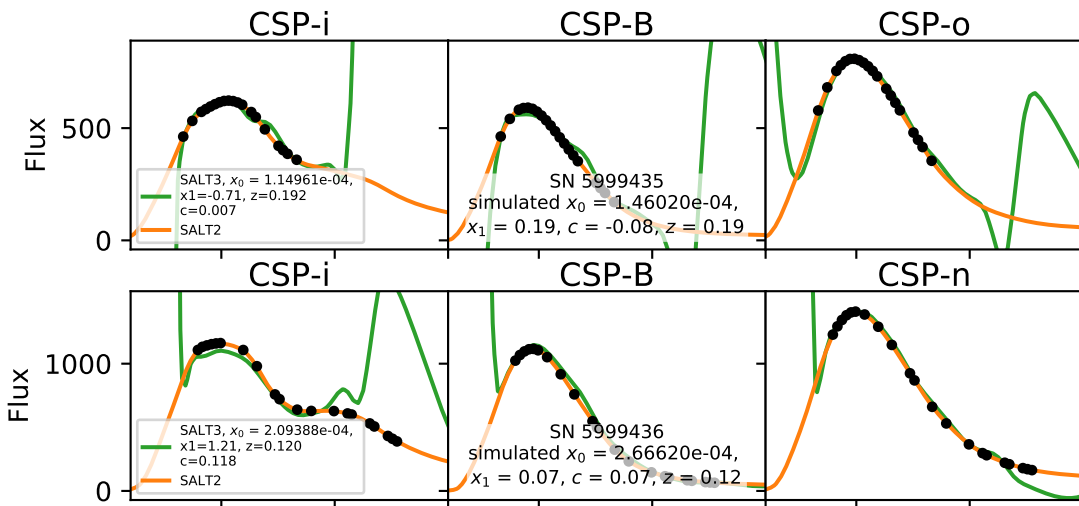 CSP-i
CSP-B
CSP-o
Flux
500
0
SALT3, x₀ = 1.14961e-04,
x1=-0.71, z=0.192
c=0.007
SALT2
SN 5999435
simulated x₀ = 1.46020e-04,
x₁ = 0.19, c = -0.08, z = 0.19
CSP-i
CSP-B
CSP-n
Flux
1000
0
SALT3, x₀ = 2.09388e-04,
x1=1.21, z=0.120
c=0.118
SALT2
SN 5999436
simulated x₀ = 2.66620e-04,
x₁ = 0.07, c = 0.07, z = 0.12